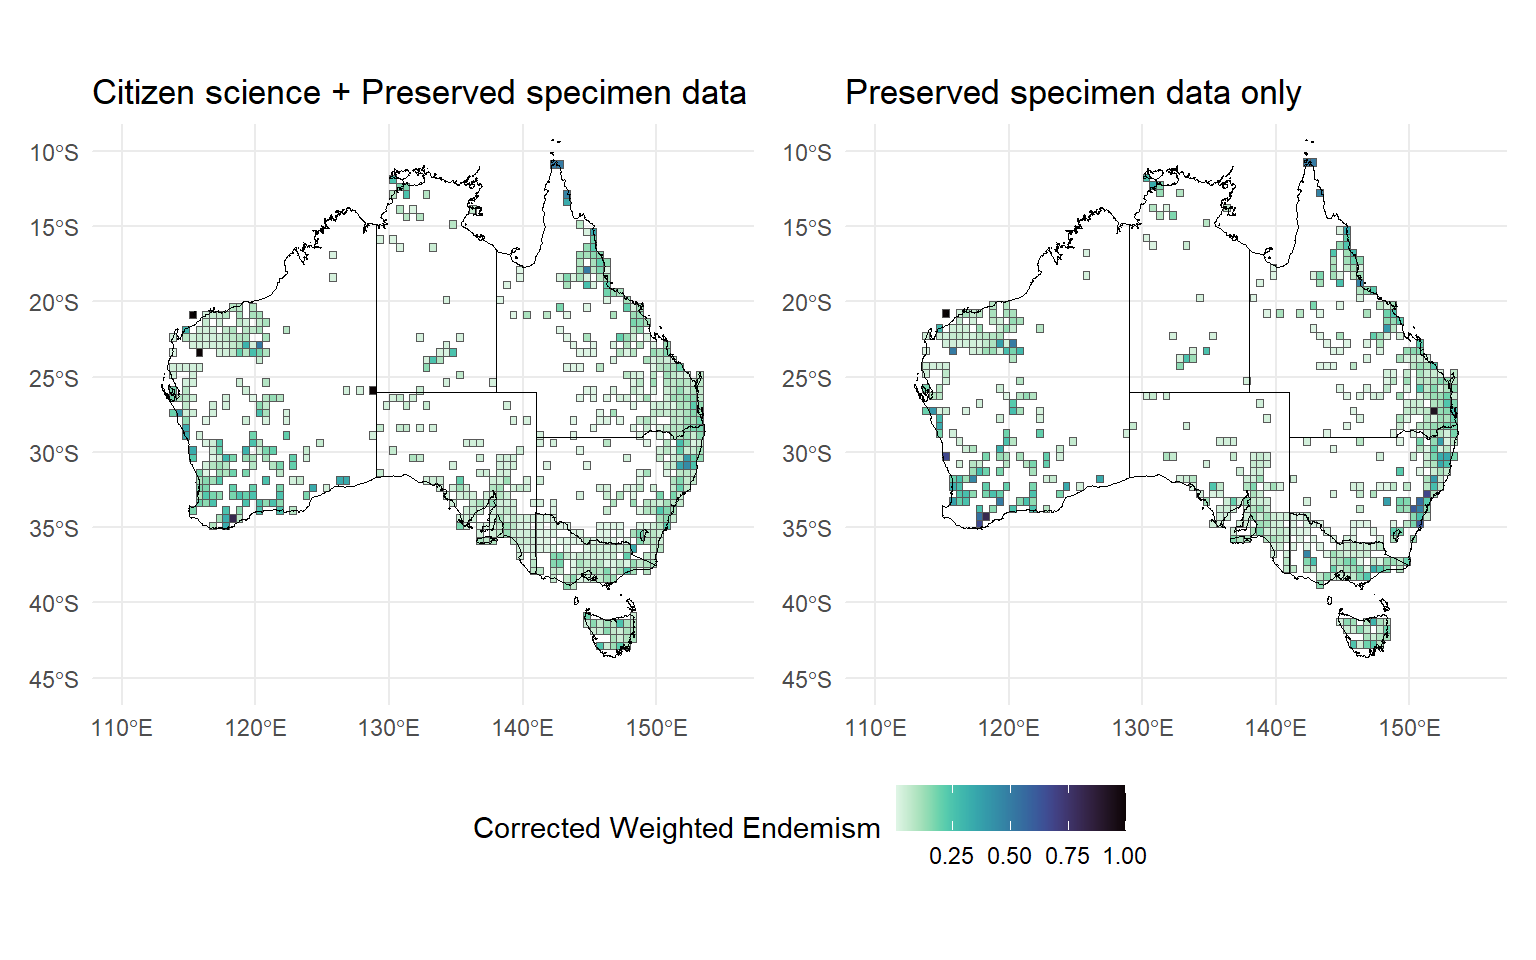 Citizen science + Preserved specimen data
Preserved specimen data only
10°S
15°S
20°S
25°S
30°S
35°S
40°S
45°S
110°E 120°E 130°E 140°E 150°E
10°S
15°S
20°S
25°S
30°S
35°S
40°S
45°S
110°E 120°E 130°E 140°E 150°E
Corrected Weighted Endemism
0.25 0.50 0.75 1.00